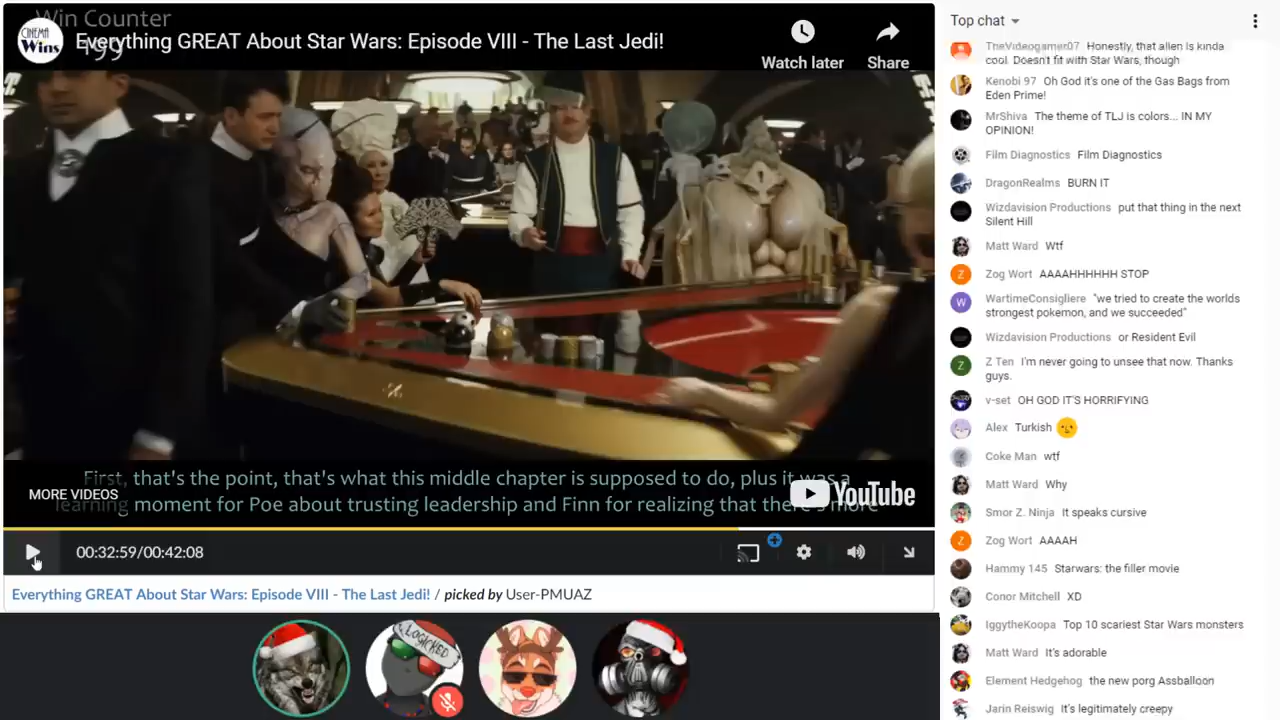 Win Counter
199
CINEMA
Wins
Everything GREAT About Star Wars: Episode VIII - The Last Jedi!
Watch later
Share
First, that's the point, that's what this middle chapter is supposed to do, plus it was a
learning moment for Poe about trusting leadership and Finn for realizing that there's more
MORE VIDEOS
YouTube
00:32:59/00:42:08
Everything GREAT About Star Wars: Episode VIII - The Last Jedi! / picked by User-PMUAZ
LOGICKED
Top chat
TheVideogamer07 Honestly, that alien is kinda
cool. Doesn't fit with Star Wars, though
Kenobi 97 Oh God it's one of the Gas Bags from
Eden Prime!
MrShiva The theme of TLJ is colors... IN MY
OPINION!
Film Diagnostics Film Diagnostics
DragonRealms BURN IT
Wizdavision Productions put that thing in the next
Silent Hill
Matt Ward Wtf
Z
Zog Wort AAAAHHHHHH STOP
W
WartimeConsigliere "we tried to create the worlds
strongest pokemon, and we succeeded"
Wizdavision Productions or Resident Evil
Z
Z Ten I'm never going to unsee that now. Thanks
guys.
v-set OH GOD IT'S HORRIFYING
Alex Turkish
Coke Man wtf
Matt Ward Why
Smor Z. Ninja It speaks cursive
Z
Zog Wort AAAAH
Hammy 145 Starwars: the filler movie
Conor Mitchell XD
IggytheKoopa Top 10 scariest Star Wars monsters
Matt Ward It's adorable
Element Hedgehog the new porg Assballoon
Jarin Reiswig It's legitimately creepy